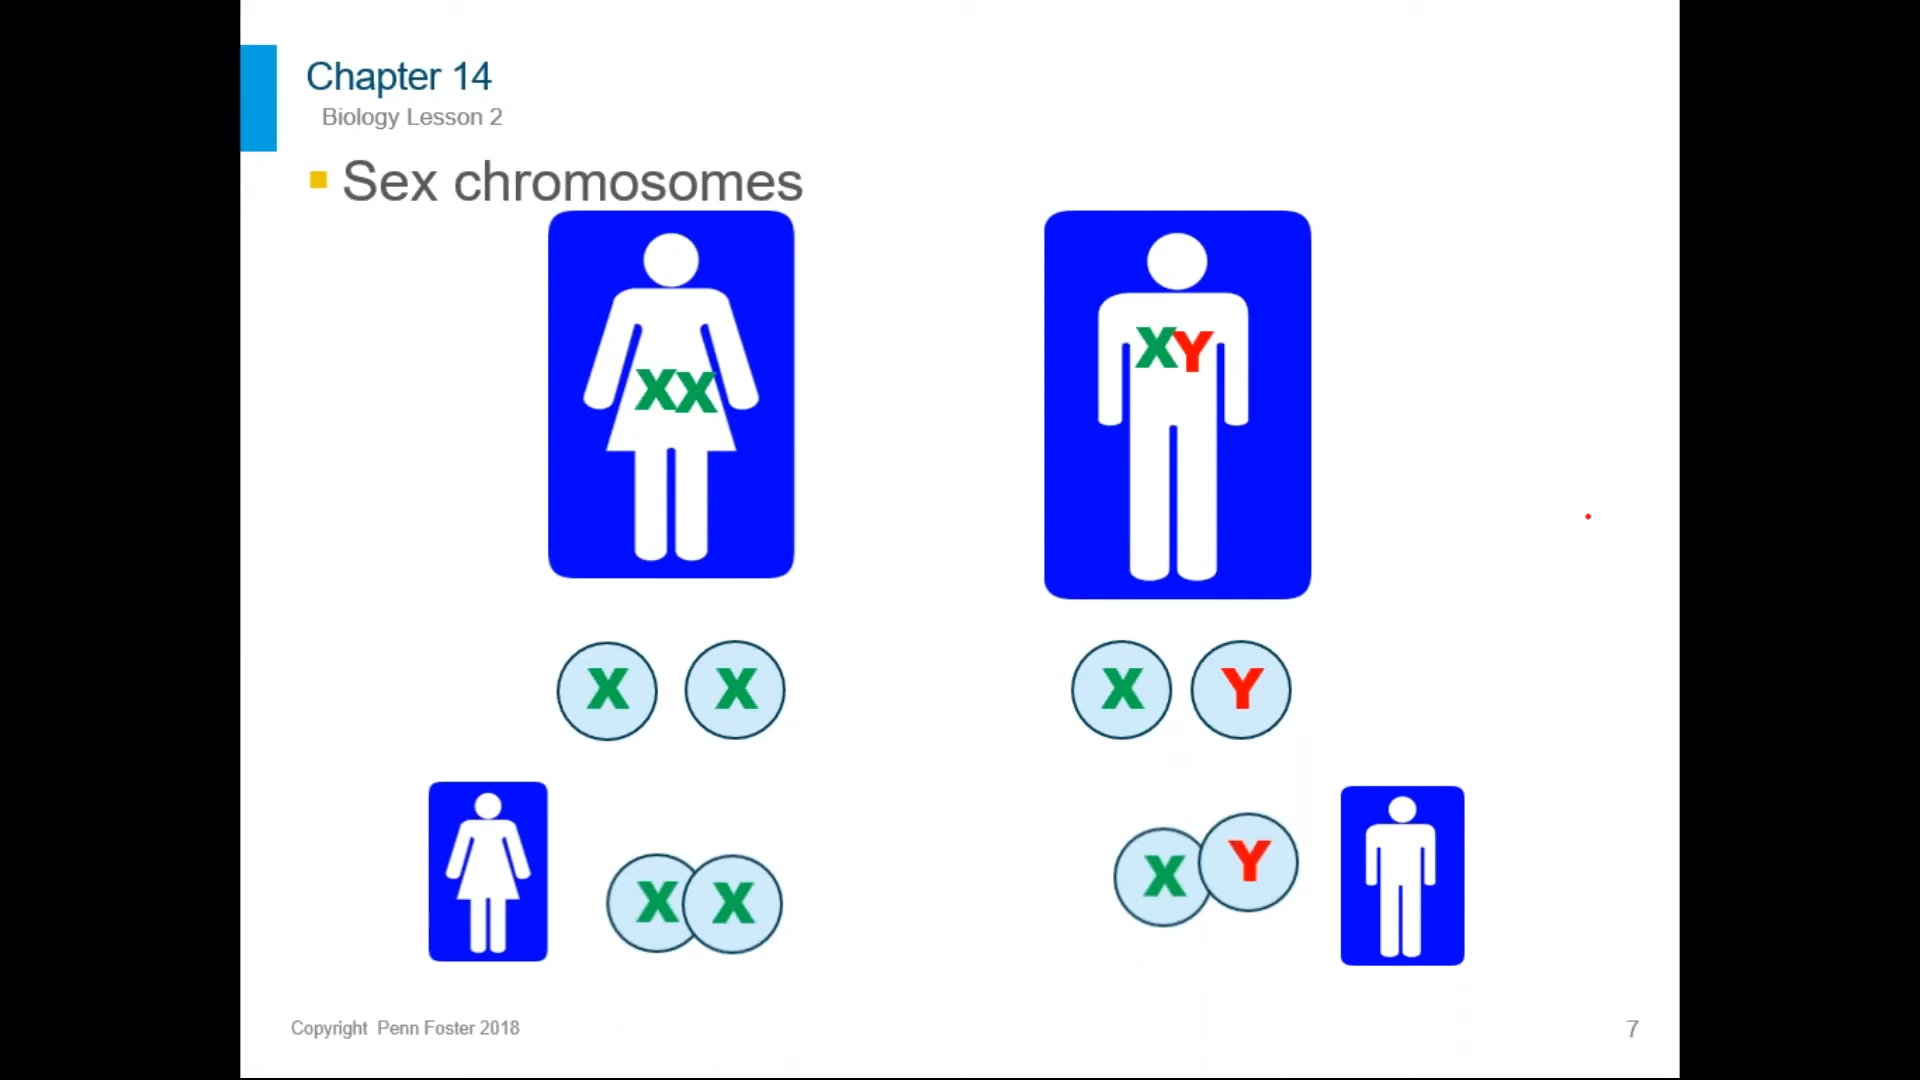 Chapter 14
Biology Lesson 2
Sex chromosomes
XX
XY
X X
X Y
X X
X Y
Copyright Penn Foster 2018
7